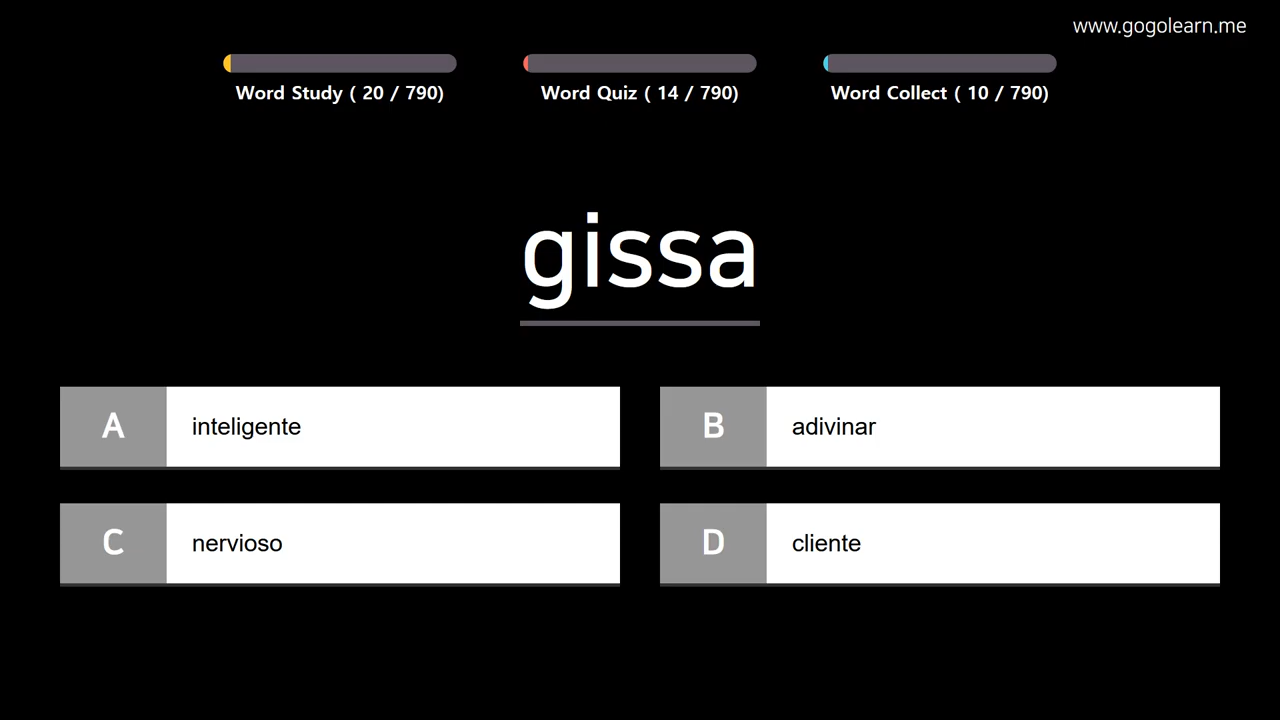 www.gogolearn.me
Word Study ( 20 / 790)
Word Quiz ( 14 / 790)
Word Collect ( 10 / 790)
gissa
A inteligente
B adivinar
C nervioso
D cliente